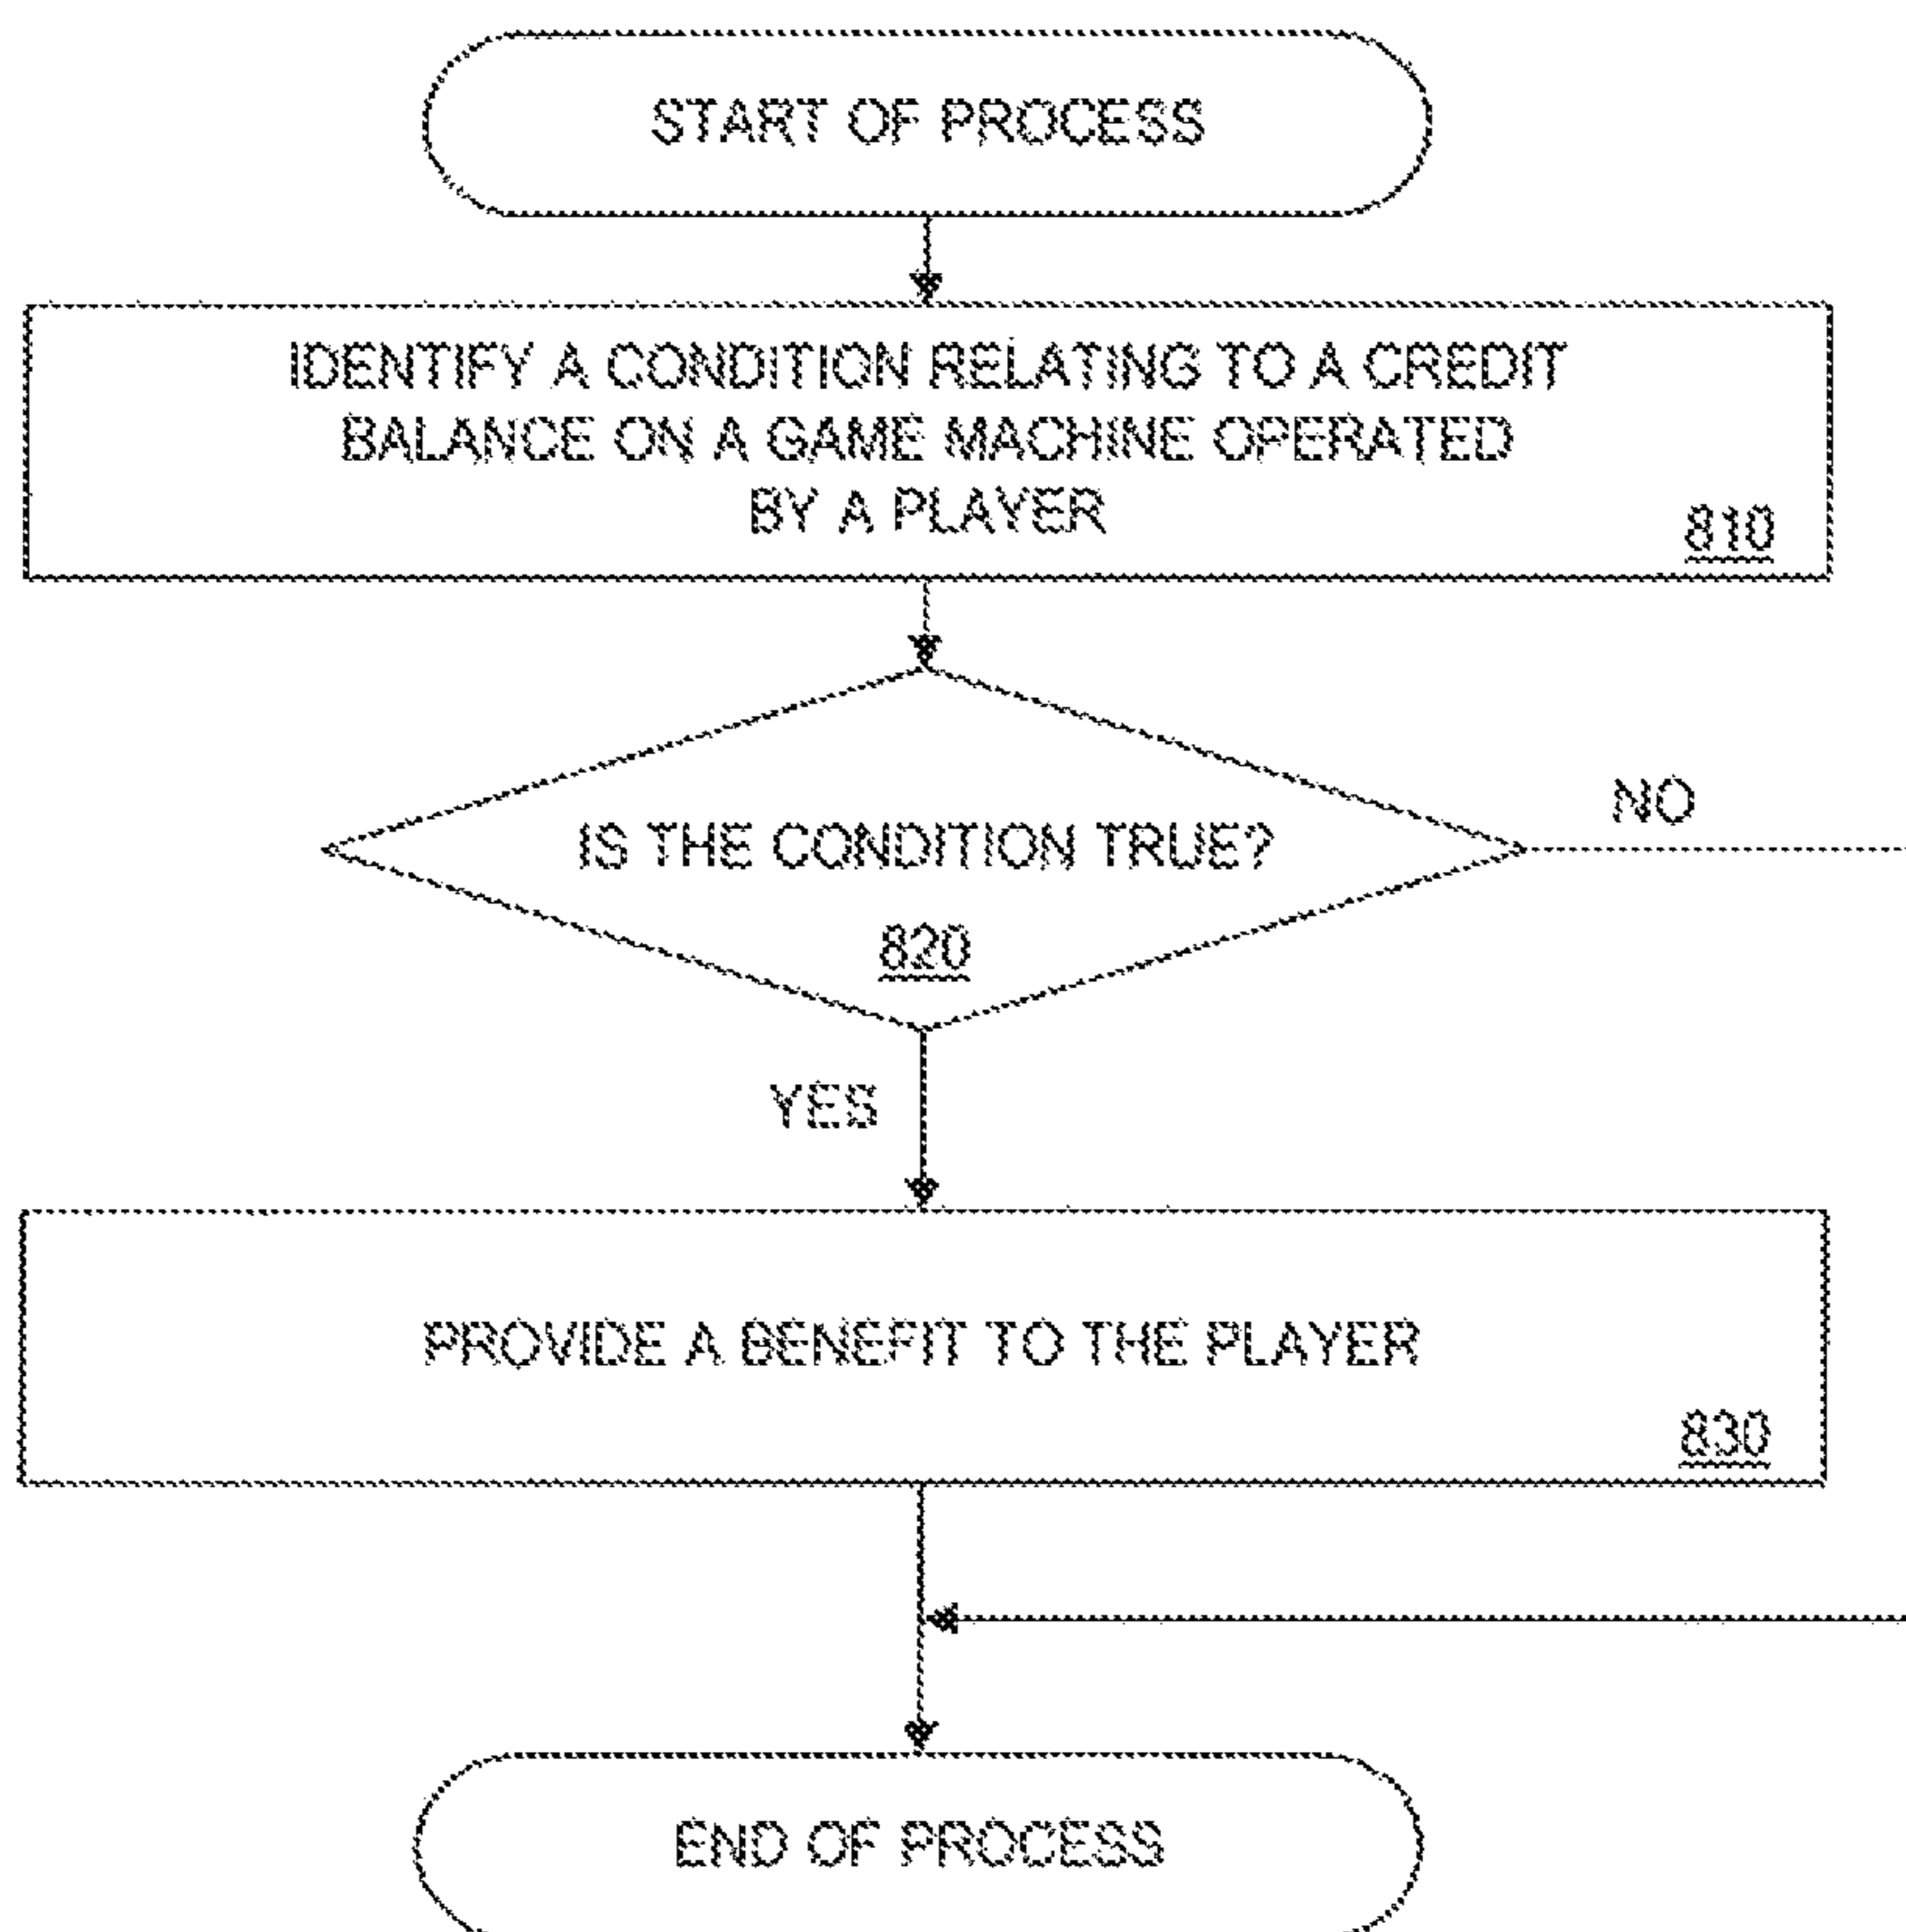 START OF PROCESS
IDENTIFY A CONDITION RELATING TO A CREDIT
BALANCE ON A GAME MACHINE OPERATED
BY A PLAYER
810
IS THE CONDITION TRUE?
NO
820
YES
PROVIDE A BENEFIT TO THE PLAYER
830
END OF PROCESS